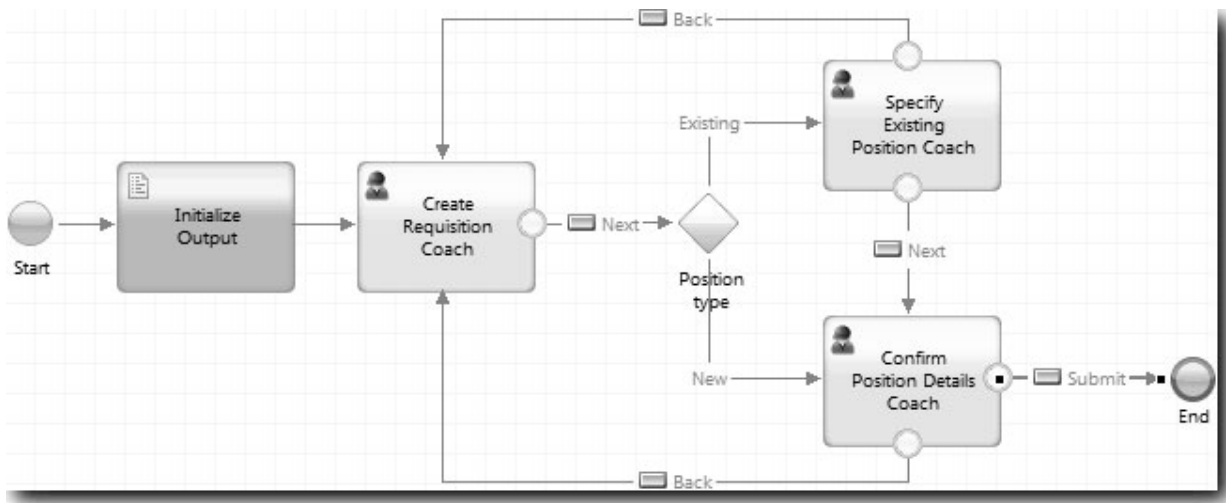 Back
Specify
Existing
Position Coach
Existing
Initialize
Output
Create
Requisition
Coach
Next
Start
Next
Position
type
Confirm
Position Details
Coach
New
Submit
End
Back